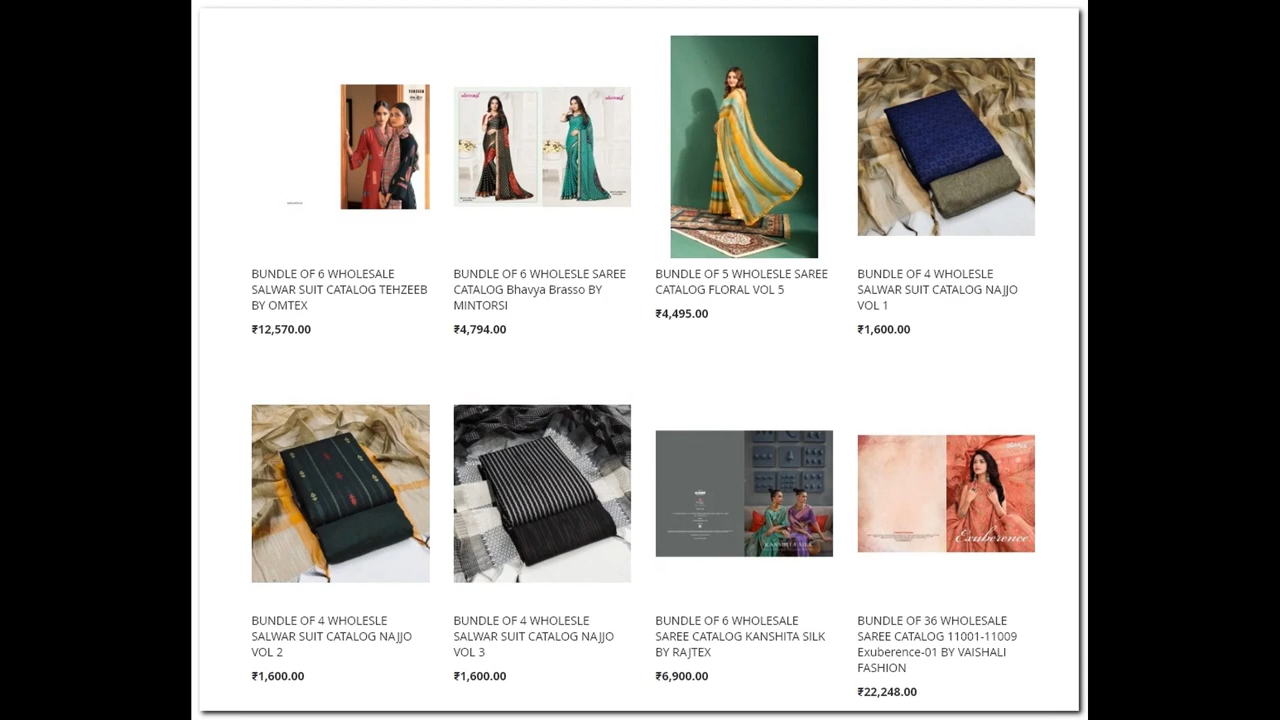 TEHZEEB
BUNDLE OF 6 WHOLESALE
SALWAR SUIT CATALOG TEHZEEB
BY OMTEX
₹12,570.00
BUNDLE OF 6 WHOLESLE SAREE
CATALOG Bhavya Brasso BY
MINTORSI
₹4,794.00
BUNDLE OF 5 WHOLESLE SAREE
CATALOG FLORAL VOL 5
₹4,495.00
BUNDLE OF 4 WHOLESLE
SALWAR SUIT CATALOG NAJJO
VOL 1
₹1,600.00
BUNDLE OF 4 WHOLESLE
SALWAR SUIT CATALOG NAJJO
VOL 2
₹1,600.00
BUNDLE OF 4 WHOLESLE
SALWAR SUIT CATALOG NAJJO
VOL 3
₹1,600.00
KANSHITA SILK
BUNDLE OF 6 WHOLESALE
SAREE CATALOG KANSHITA SILK
BY RAJTEX
₹6,900.00
Exuberence
BUNDLE OF 36 WHOLESALE
SAREE CATALOG 11001-11009
Exuberence-01 BY VAISHALI
FASHION
₹22,248.00